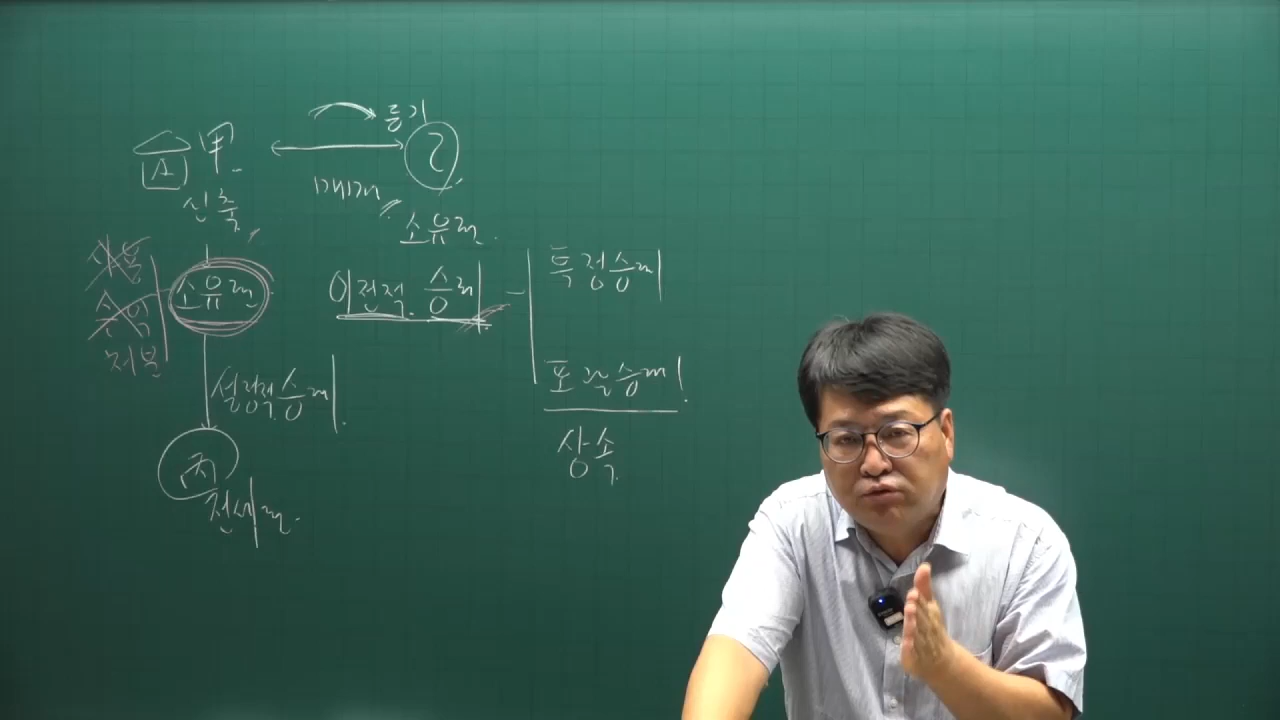 등기
A 甲 乙
신축
매매
소유권.
사용
수익
처분
소유권
이전적 승계
특정승계
포괄승계!
상속.
설정적승계.
丙
전세권.